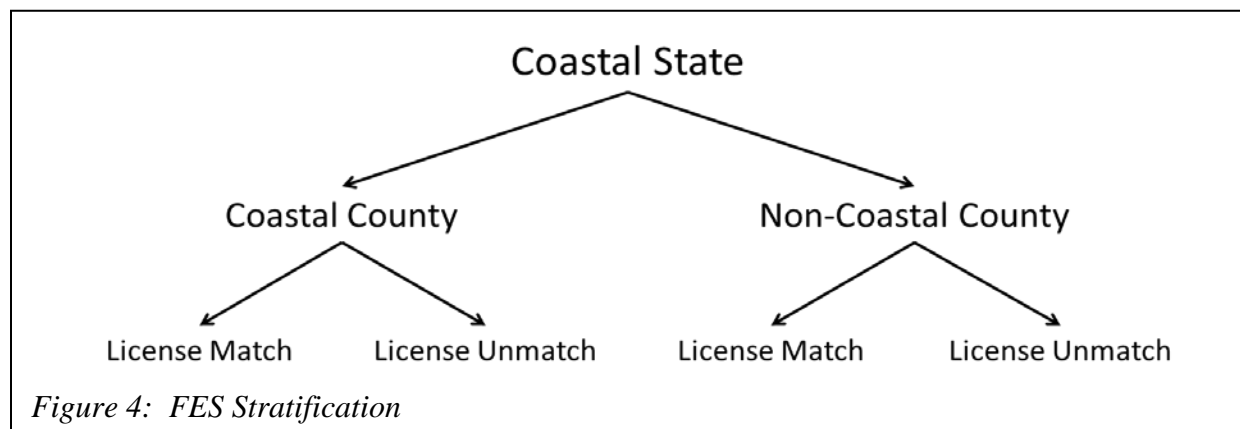 Coastal State
Coastal County Non-Coastal County
License Match License Unmatch License Match License Unmatch
Figure 4: FES Stratification